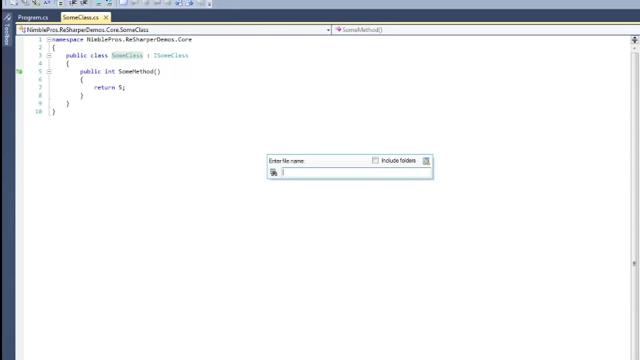 Program.cs SomeClass.cs
NimblePros.ReSharperDemos.Core.SomeClass SomeMethod()
Toolbox
1 namespace NimblePros.ReSharperDemos.Core
2 {
3 public class SomeClass : ISomeClass
4 {
5 public int SomeMethod()
6 {
7 return 5;
8 }
9 }
10 }
Enter file name: Include folders